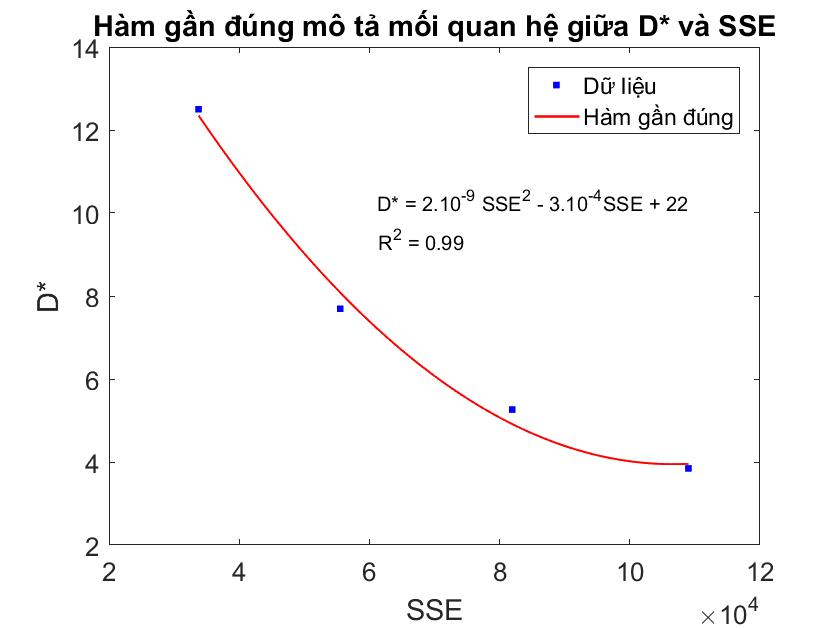 Hàm gần đúng mô tả mối quan hệ giữa D* và SSE
14
Dữ liệu
Hàm gần đúng
12
D* = 2.10⁻⁹ SSE² - 3.10⁻⁴SSE + 22
10
R² = 0.99
D*
8
6
4
2
2 4 6 8 10 12
SSE
×10⁴